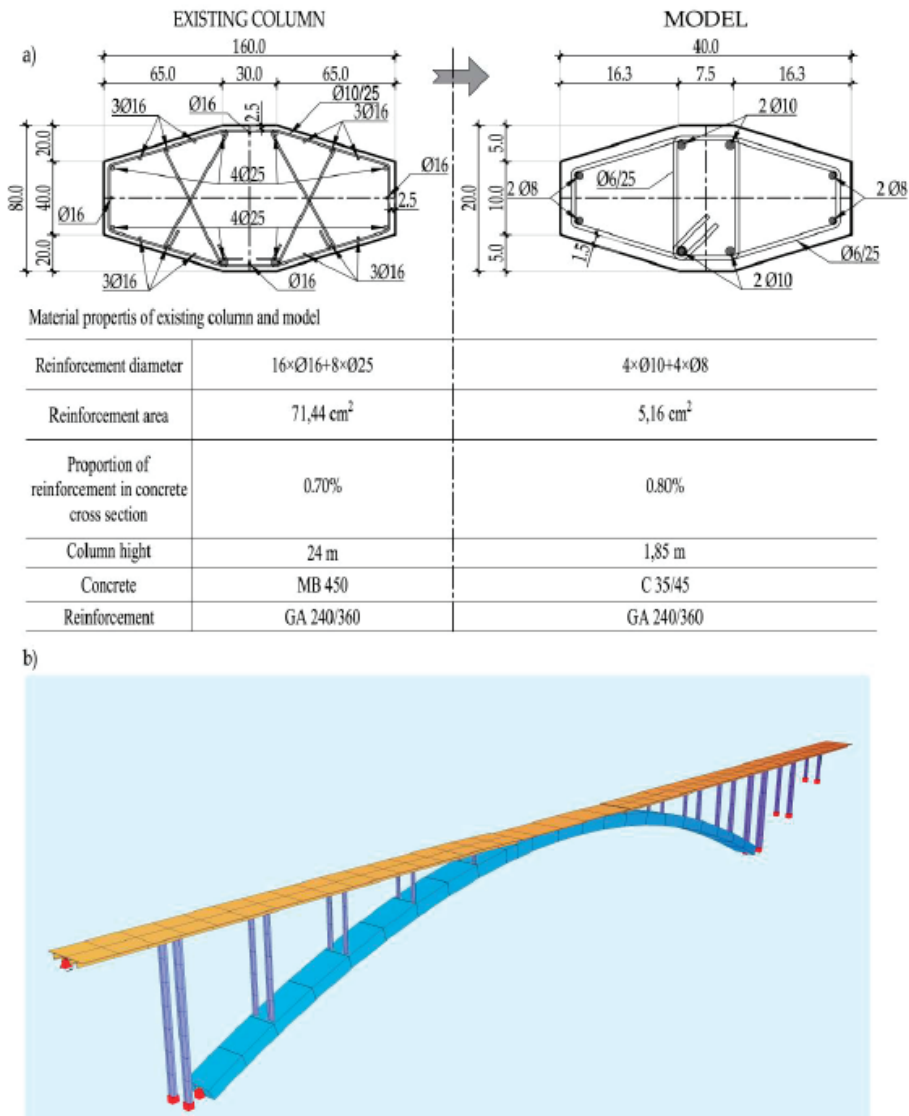 EXISTING COLUMN
MODEL
a)
160.0
40.0
65.0 30.0 65.0
16.3 7.5 16.3
3Ø16
Ø16
2.5
Ø10/25
3Ø16
2 Ø10
80.0
20.0
40.0
20.0
4Ø25
Ø16
2.5
4Ø25
Ø16
3Ø16
Ø16
3Ø16
20.0
5.0
10.0
5.0
2 Ø8
Ø6/25
2 Ø8
1.5
Ø6/25
2 Ø10
Material propertis of existing column and model
Reinforcement diameter 16×Ø16+8×Ø25 4×Ø10+4×Ø8
Reinforcement area 71,44 cm² 5,16 cm²
Proportion of
reinforcement in concrete 0.70% 0.80%
cross section
Column hight 24 m 1,85 m
Concrete MB 450 C 35/45
Reinforcement GA 240/360 GA 240/360
b)